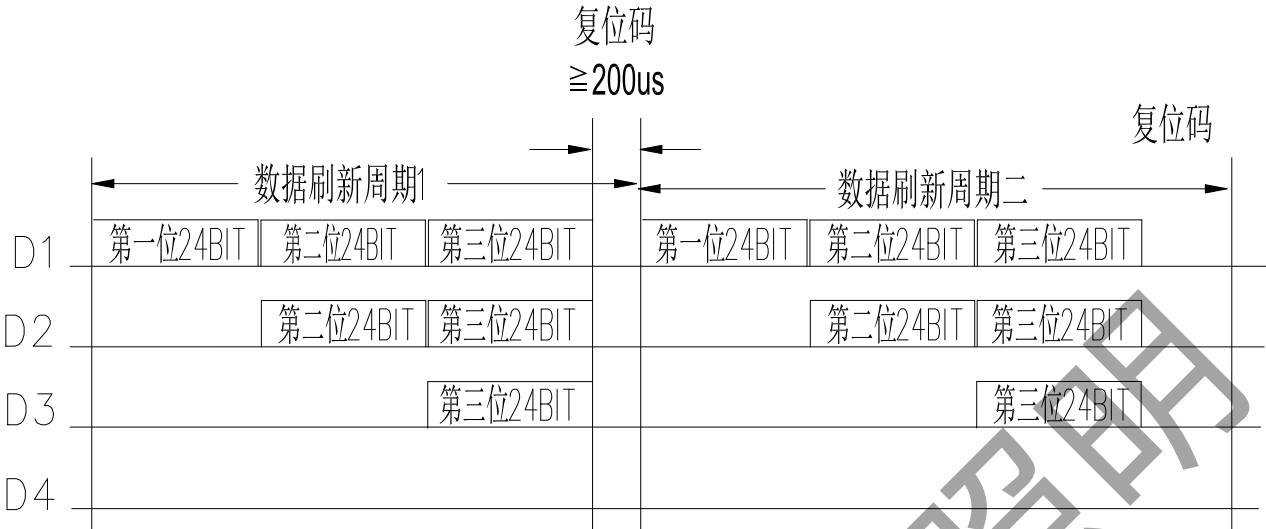 复位码
≧200us
复位码
数据刷新周期1
数据刷新周期二
D1 第一位24BIT 第二位24BIT 第三位24BIT 第一位24BIT 第二位24BIT 第三位24BIT
D2 第二位24BIT 第三位24BIT 第二位24BIT 第三位24BIT
D3 第三位24BIT 第三位24BIT
D4
照明